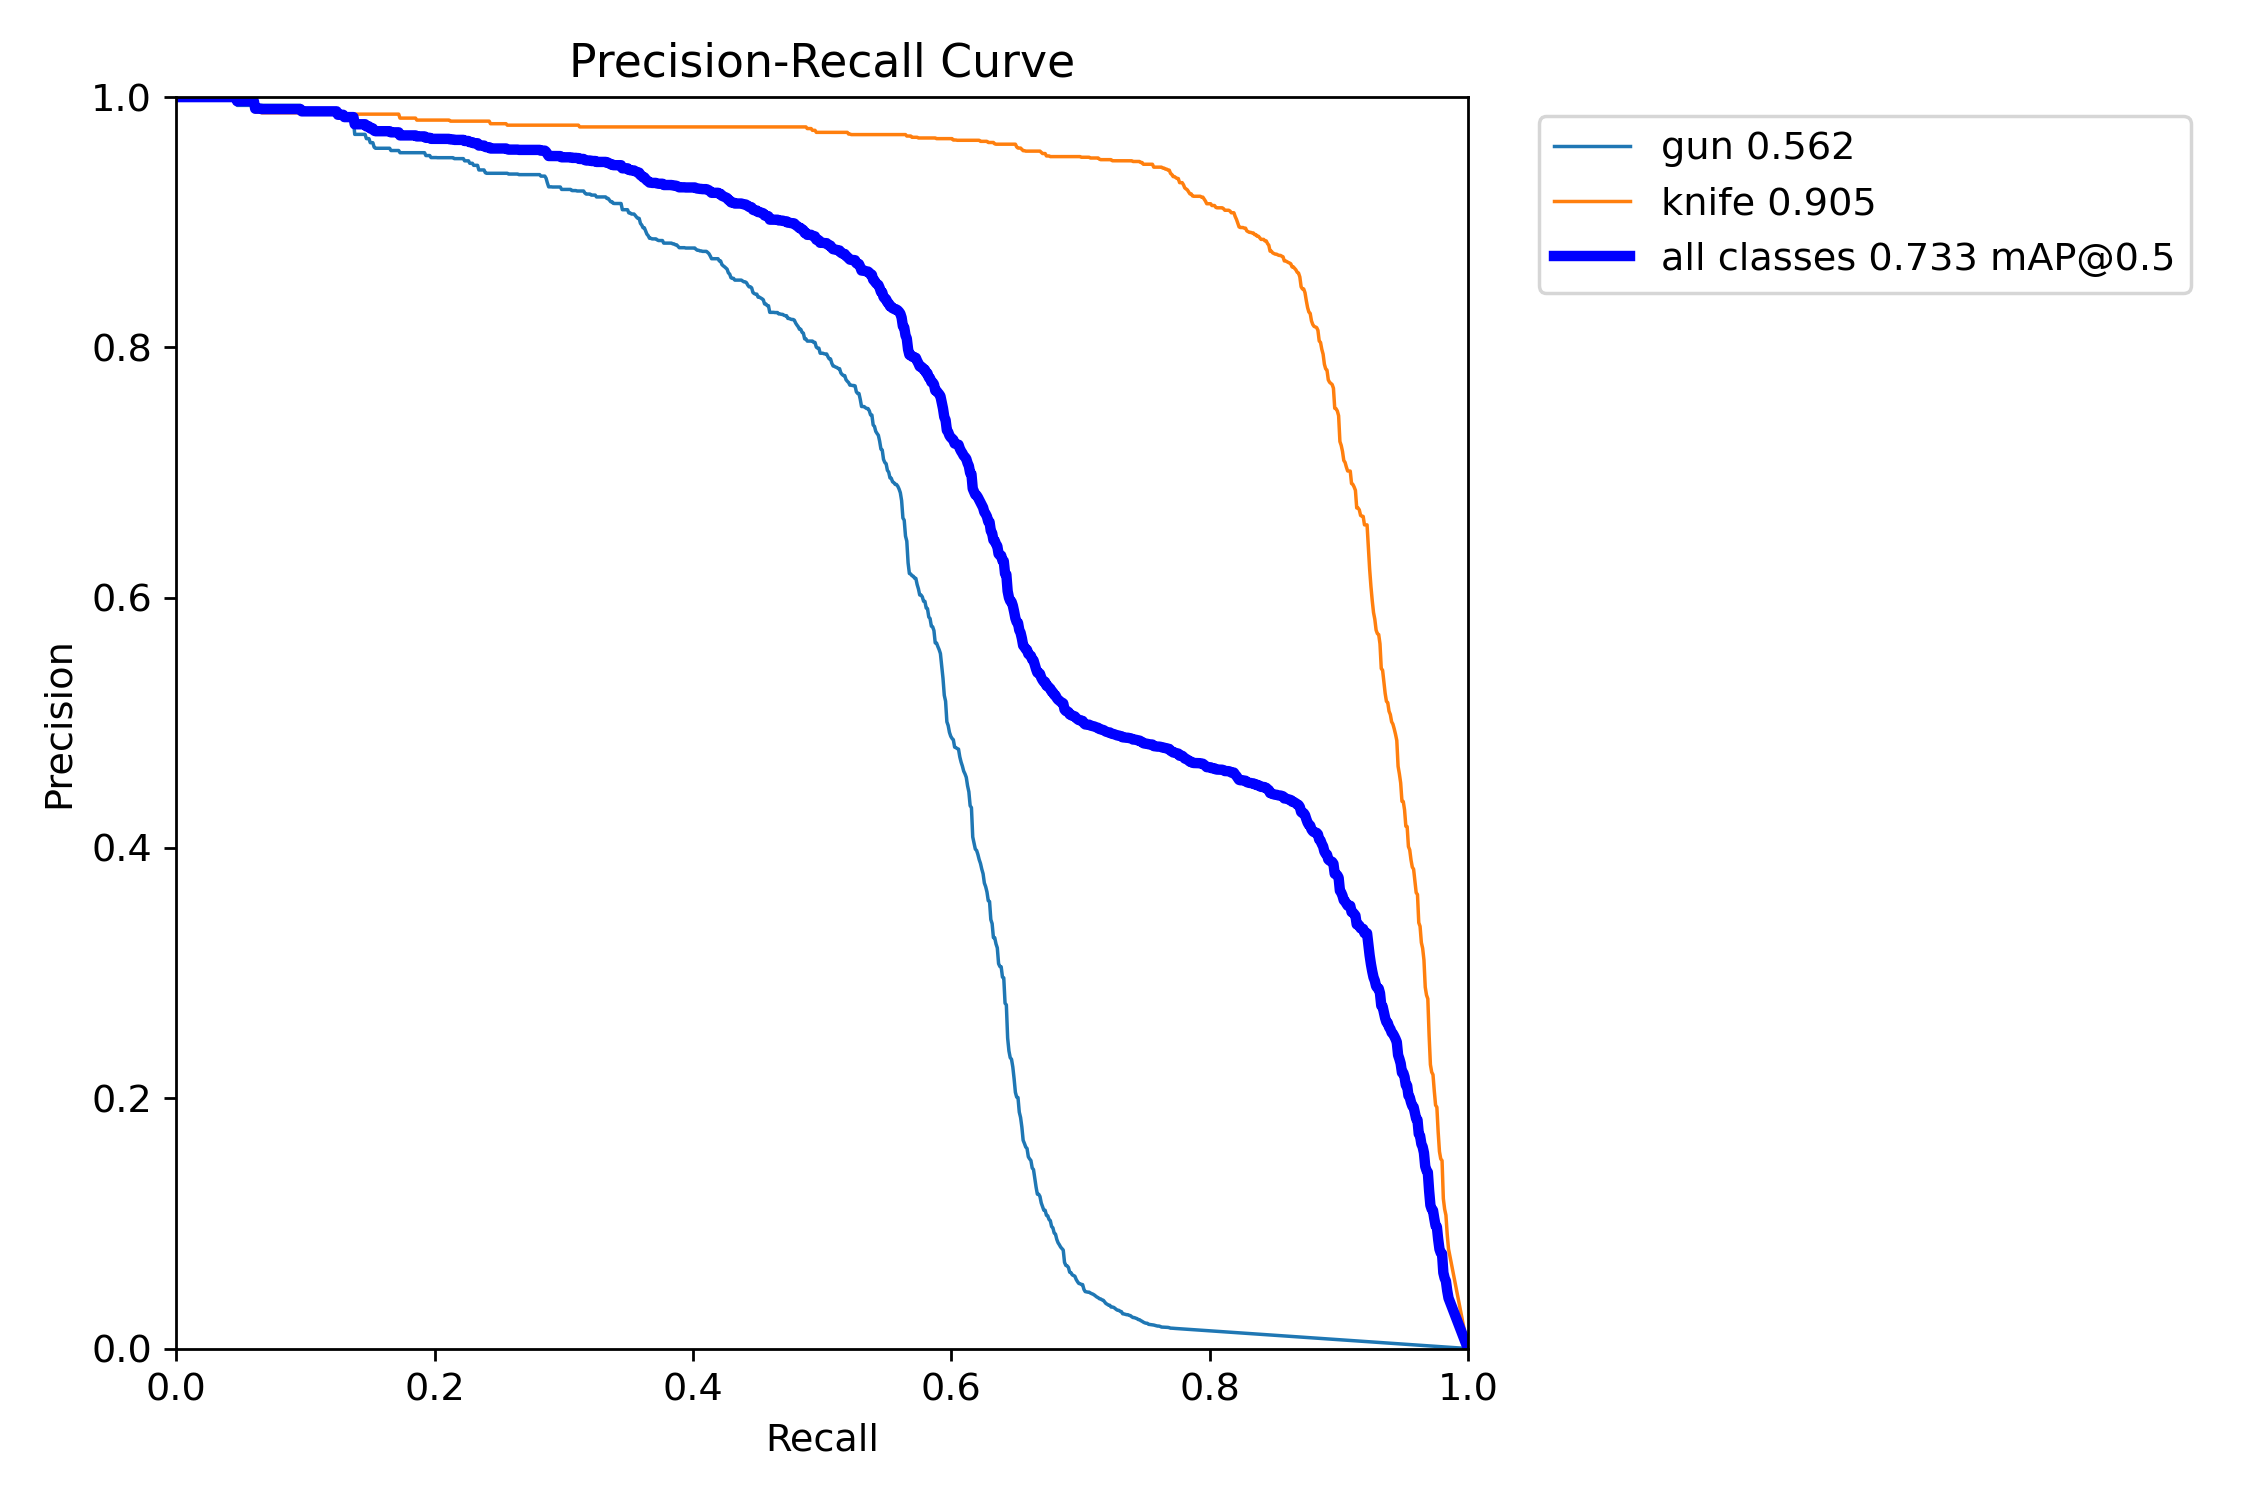 Precision-Recall Curve
1.0
0.8
0.6
0.4
0.2
0.0
Precision
0.0 0.2 0.4 0.6 0.8 1.0
Recall
gun 0.562
knife 0.905
all classes 0.733 mAP@0.5